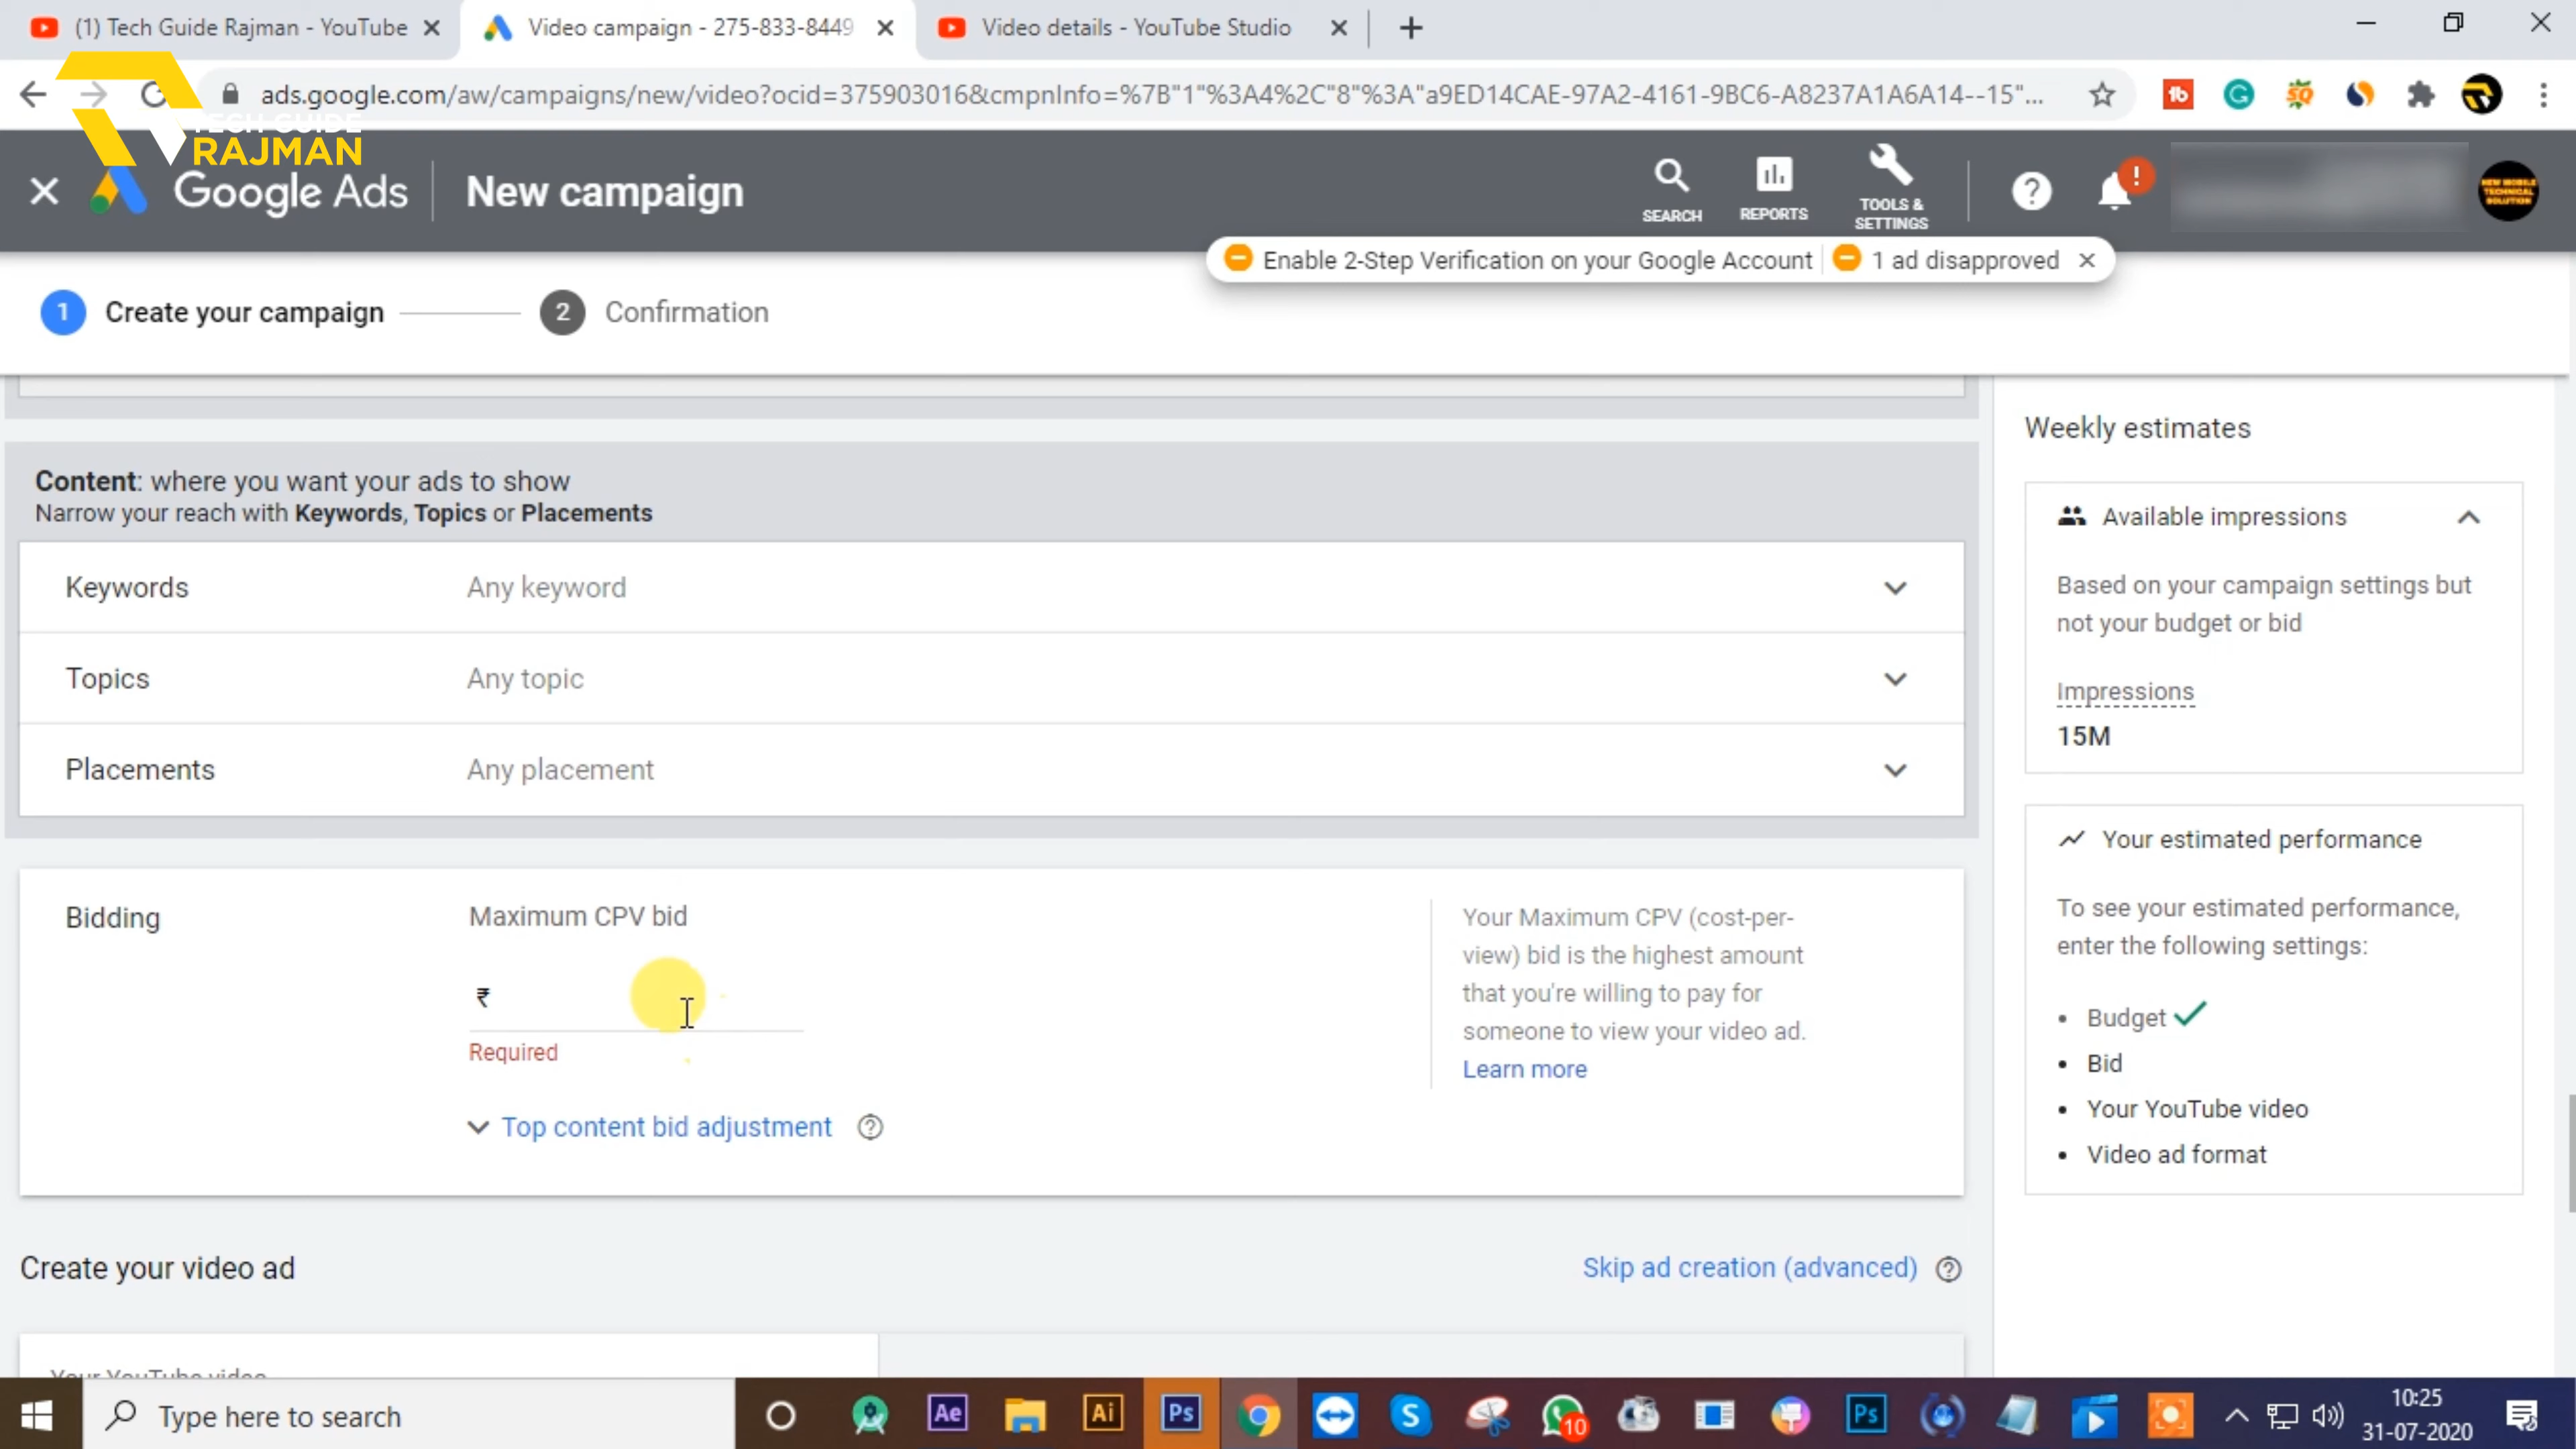 (1) Tech Guide Rajman - YouTube
Video campaign - 275-833-8449
Video details - YouTube Studio
ads.google.com/aw/campaigns/new/video?ocid=375903016&cmpnInfo=%7B"1"%3A4%2C"8"%3A"a9ED14CAE-97A2-4161-9BC6-A8237A1A6A14--15"...
TECH GUIDE
RAJMAN
Google Ads
New campaign
SEARCH
REPORTS
TOOLS &
SETTINGS
NEW MOBILE
TECHNICAL
SOLUTION
Enable 2-Step Verification on your Google Account
1 ad disapproved
1 Create your campaign
2 Confirmation
Content: where you want your ads to show
Narrow your reach with Keywords, Topics or Placements
Keywords Any keyword
Topics Any topic
Placements Any placement
Bidding
Maximum CPV bid
₹
Required
Top content bid adjustment
Your Maximum CPV (cost-per-
view) bid is the highest amount
that you're willing to pay for
someone to view your video ad.
Learn more
Create your video ad
Skip ad creation (advanced)
Your YouTube video
Weekly estimates
Available impressions
Based on your campaign settings but
not your budget or bid
Impressions
15M
Your estimated performance
To see your estimated performance,
enter the following settings:
• Budget
• Bid
• Your YouTube video
• Video ad format
Type here to search
Ae
Ai
Ps
S
10
Ps
10:25
31-07-2020